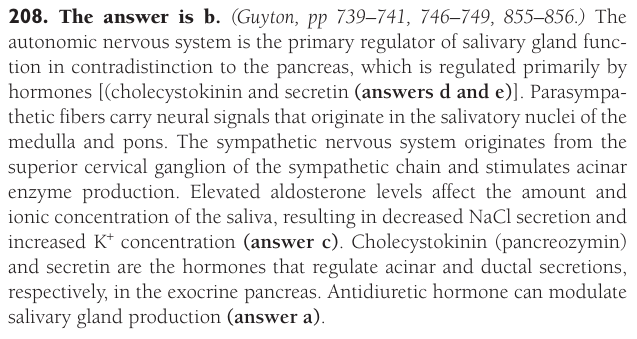 208. The answer is b. (Guyton, pp 739–741, 746–749, 855–856.) The
autonomic nervous system is the primary regulator of salivary gland func-
tion in contradistinction to the pancreas, which is regulated primarily by
hormones [(cholecystokinin and secretin (answers d and e)]. Parasympa-
thetic fibers carry neural signals that originate in the salivatory nuclei of the
medulla and pons. The sympathetic nervous system originates from the
superior cervical ganglion of the sympathetic chain and stimulates acinar
enzyme production. Elevated aldosterone levels affect the amount and
ionic concentration of the saliva, resulting in decreased NaCl secretion and
increased K⁺ concentration (answer c). Cholecystokinin (pancreozymin)
and secretin are the hormones that regulate acinar and ductal secretions,
respectively, in the exocrine pancreas. Antidiuretic hormone can modulate
salivary gland production (answer a).